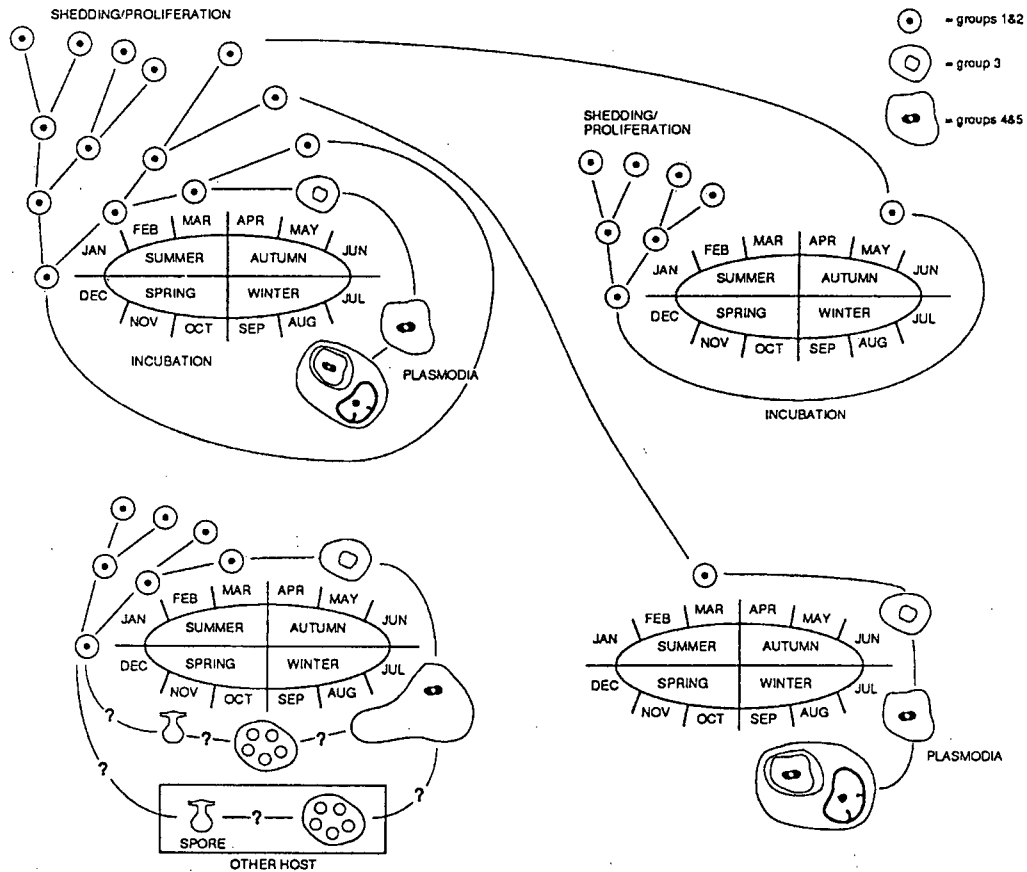 SHEDDING/PROLIFERATION
= groups 1&2
= group 3
= groups 4&5
JAN
FEB
MAR
APR
MAY
JUN
SUMMER
AUTUMN
SPRING
WINTER
DEC
NOV
OCT
SEP
AUG
JUL
INCUBATION
PLASMODIA
SHEDDING/
PROLIFERATION
JAN
FEB
MAR
APR
MAY
JUN
SUMMER
AUTUMN
SPRING
WINTER
DEC
NOV
OCT
SEP
AUG
JUL
INCUBATION
JAN
FEB
MAR
APR
MAY
JUN
SUMMER
AUTUMN
SPRING
WINTER
DEC
NOV
OCT
SEP
AUG
JUL
?
?
?
?
?
?
SPORE
OTHER HOST
JAN
FEB
MAR
APR
MAY
JUN
SUMMER
AUTUMN
SPRING
WINTER
DEC
NOV
OCT
SEP
AUG
JUL
PLASMODIA